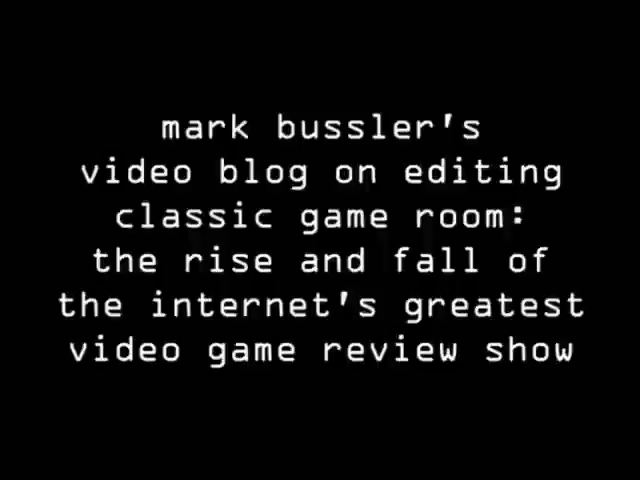 mark bussler's
video blog on editing
classic game room:
the rise and fall of
the internet's greatest
video game review show